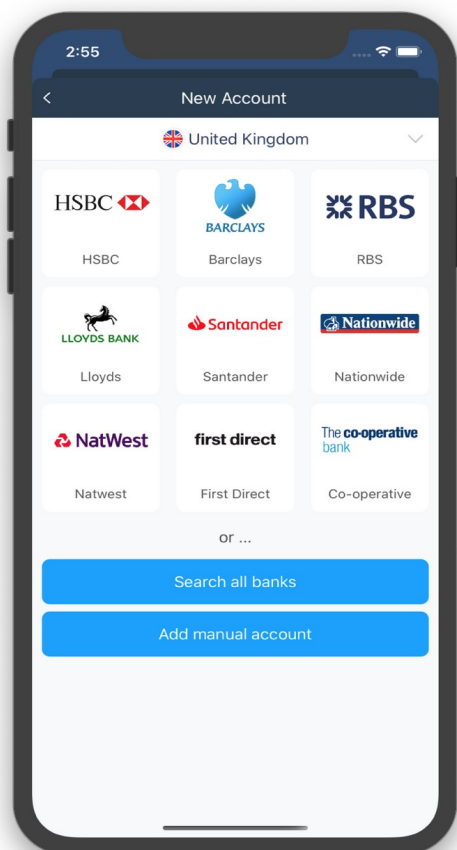 2:55
New Account
United Kingdom
HSBC
BARCLAYS
RBS
HSBC
Barclays
RBS
LLOYDS BANK
Santander
Nationwide
Lloyds
Santander
Nationwide
NatWest
first direct
The co-operative
bank
Natwest
First Direct
Co-operative
or ...
Search all banks
Add manual account